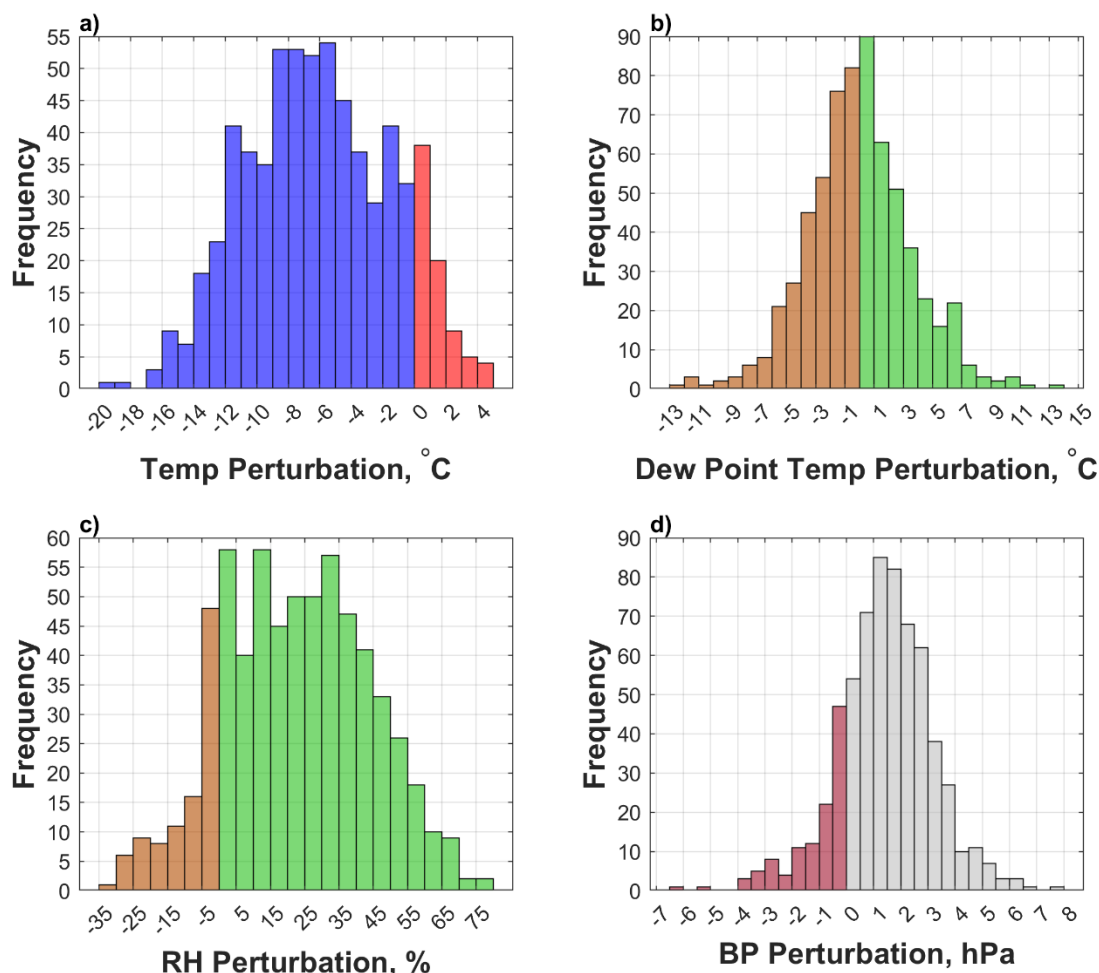 a)
55
50
45
40
35
30
25
20
15
10
5
0
Frequency
-20 -18 -16 -14 -12 -10 -8 -6 -4 -2 0 2 4
Temp Perturbation, °C
b)
90
80
70
60
50
40
30
20
10
0
Frequency
-13 -11 -9 -7 -5 -3 -1 1 3 5 7 9 11 13 15
Dew Point Temp Perturbation, °C
c)
60
55
50
45
40
35
30
25
20
15
10
5
0
Frequency
-35 -25 -15 -5 5 15 25 35 45 55 65 75
RH Perturbation, %
d)
90
80
70
60
50
40
30
20
10
0
Frequency
-7 -6 -5 -4 -3 -2 -1 0 1 2 3 4 5 6 7 8
BP Perturbation, hPa